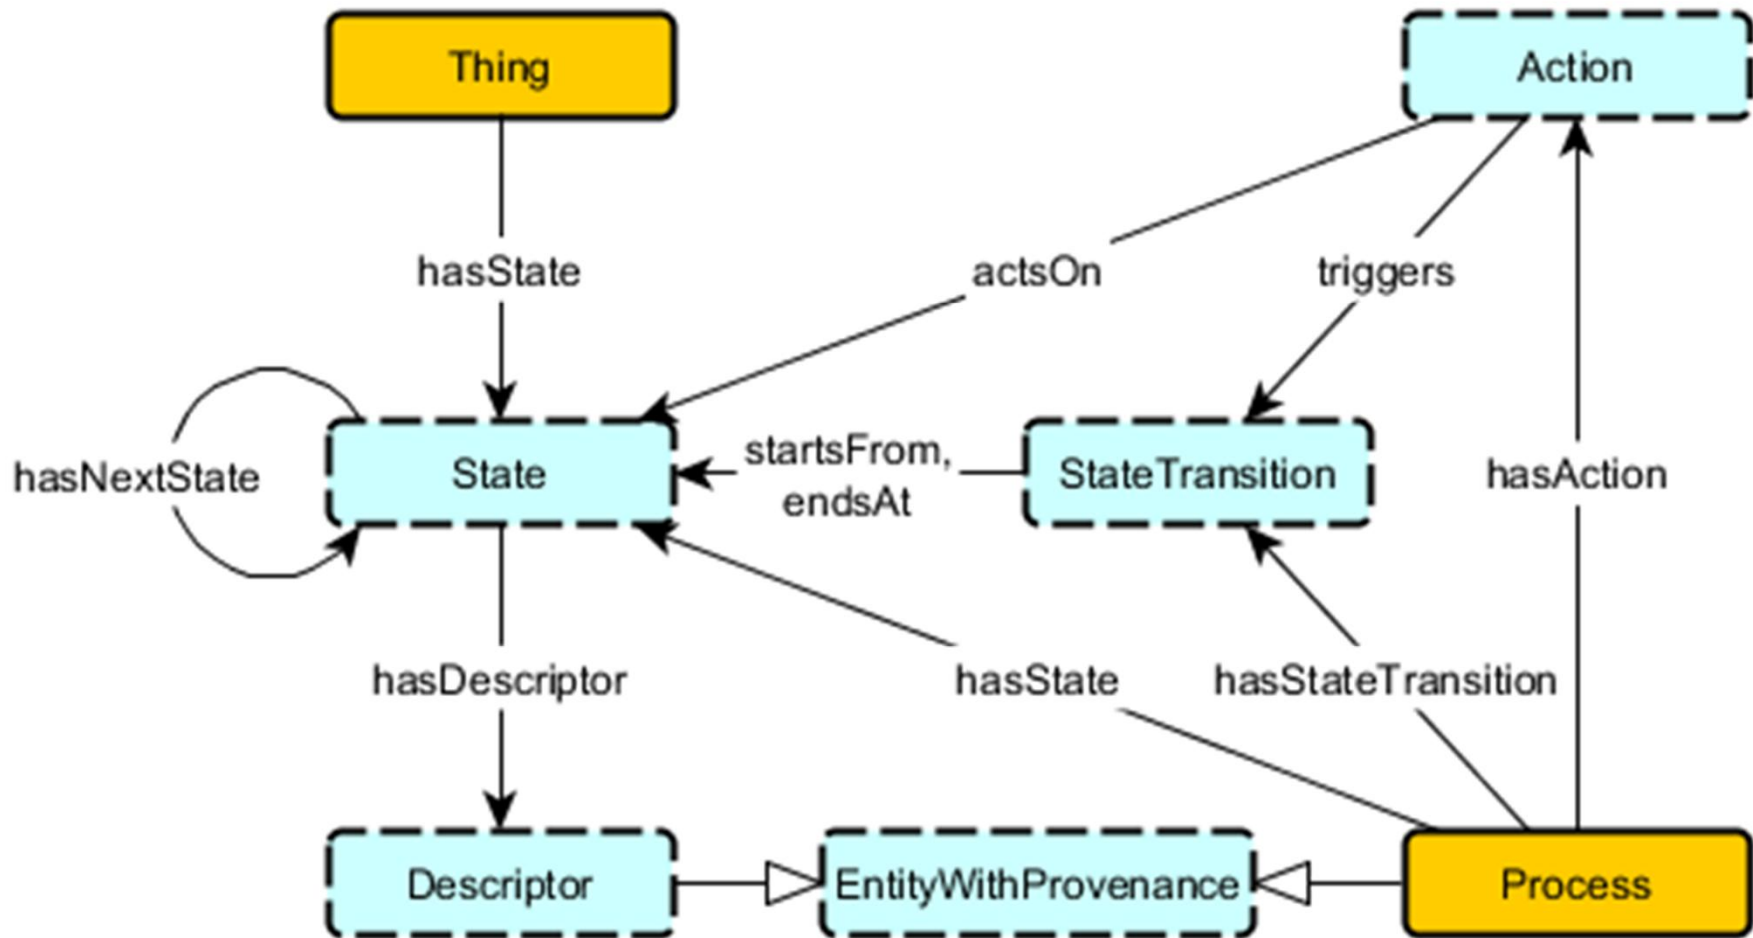 Thing
Action
hasState
actsOn
triggers
hasNextState
State
startsFrom,
endsAt
StateTransition
hasAction
hasDescriptor
hasState
hasStateTransition
Descriptor
EntityWithProvenance
Process